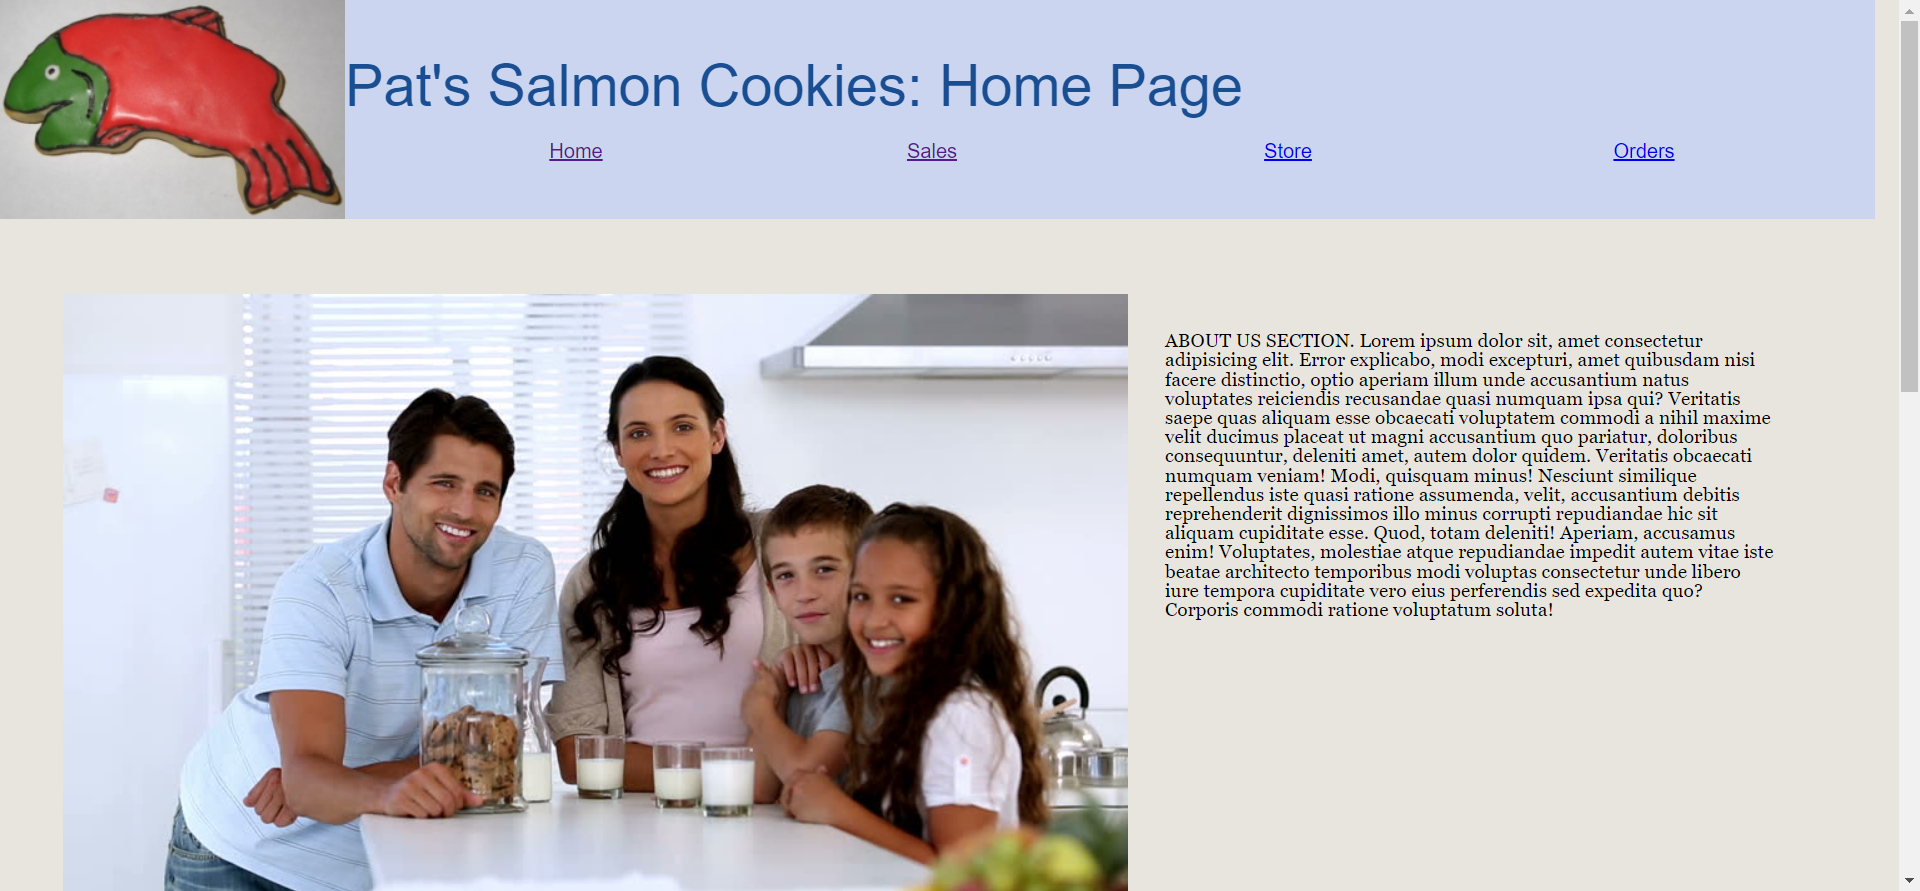 Pat's Salmon Cookies: Home Page
Home Sales Store Orders
ABOUT US SECTION. Lorem ipsum dolor sit, amet consectetur
adipisicing elit. Error explicabo, modi excepturi, amet quibusdam nisi
facere distinctio, optio aperiam illum unde accusantium natus
voluptates reiciendis recusandae quasi numquam ipsa qui? Veritatis
saepe quas aliquam esse obcaecati voluptatem commodi a nihil maxime
velit ducimus placeat ut magni accusantium quo pariatur, doloribus
consequuntur, deleniti amet, autem dolor quidem. Veritatis obcaecati
numquam veniam! Modi, quisquam minus! Nesciunt similique
repellendus iste quasi ratione assumenda, velit, accusantium debitis
reprehenderit dignissimos illo minus corrupti repudiandae hic sit
aliquam cupiditate esse. Quod, totam deleniti! Aperiam, accusamus
enim! Voluptates, molestiae atque repudiandae impedit autem vitae iste
beatae architecto temporibus modi voluptas consectetur unde libero
iure tempora cupiditate vero eius perferendis sed expedita quo?
Corporis commodi ratione voluptatum soluta!